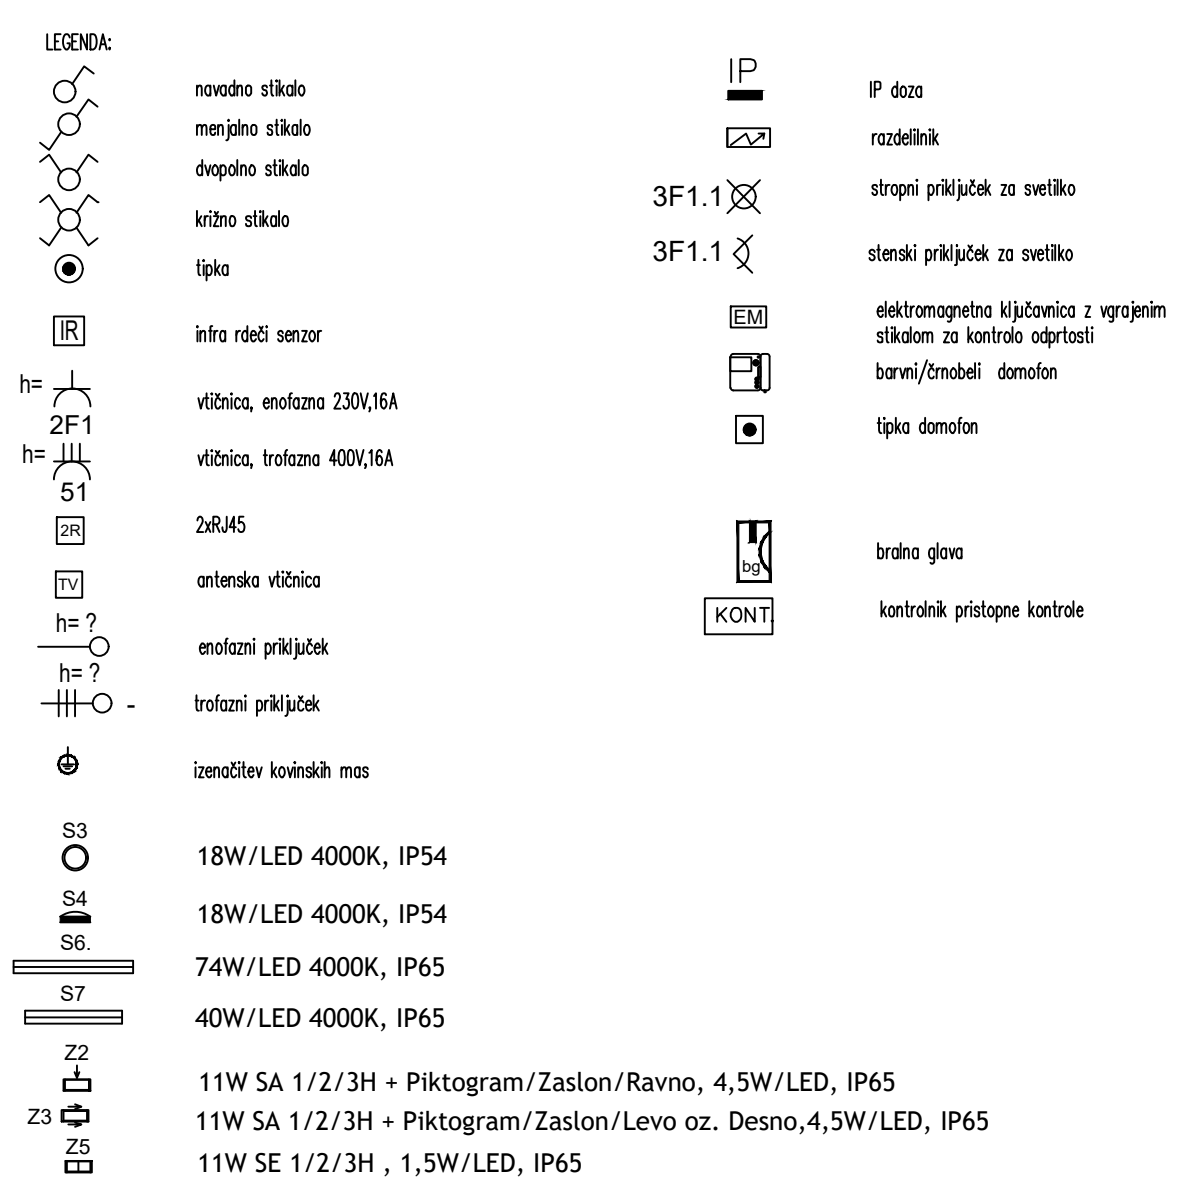 LEGENDA:
navadno stikalo
menjalno stikalo
dvopolno stikalo
križno stikalo
tipka
IR
infra rdeči senzor
h=
2F1
vtičnica, enofazna 230V,16A
h=
51
vtičnica, trofazna 400V,16A
2R
2xRJ45
TV
antenska vtičnica
h= ?
enofazni priključek
h= ?
-
trofazni priključek
izenačitev kovinskih mas
S3
18W/LED 4000K, IP54
S4
18W/LED 4000K, IP54
S6.
74W/LED 4000K, IP65
S7
40W/LED 4000K, IP65
Z2
11W SA 1/2/3H + Piktogram/Zaslon/Ravno, 4,5W/LED, IP65
Z3
11W SA 1/2/3H + Piktogram/Zaslon/Levo oz. Desno,4,5W/LED, IP65
Z5
11W SE 1/2/3H , 1,5W/LED, IP65
IP
IP doza
razdelilnik
3F1.1
stropni priključek za svetilko
3F1.1
stenski priključek za svetilko
EM
elektromagnetna ključavnica z vgrajenim
stikalom za kontrolo odprtosti
barvni/črnobeli domofon
tipka domofon
bg
bralna glava
KONT.
kontrolnik pristopne kontrole